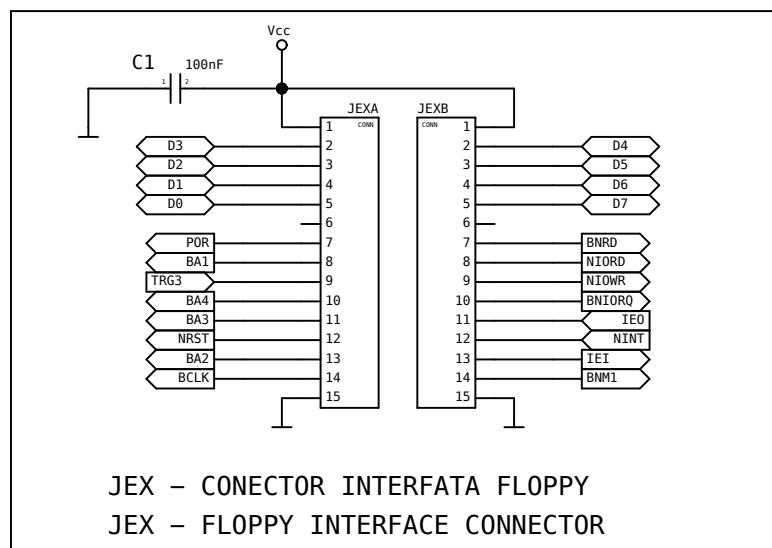 Vcc
C1 100nF
1 2
JEXA JEXB
CONN CONN
1 1
D3 2 2 D4
D2 3 3 D5
D1 4 4 D6
D0 5 5 D7
6 6
POR 7 7 BNRD
BA1 8 8 NIORD
TRG3 9 9 NIOWR
BA4 10 10 BNIORQ
BA3 11 11 IEO
NRST 12 12 NINT
BA2 13 13 IEI
BCLK 14 14 BNM1
15 15
JEX – CONECTOR INTERFATA FLOPPY
JEX – FLOPPY INTERFACE CONNECTOR